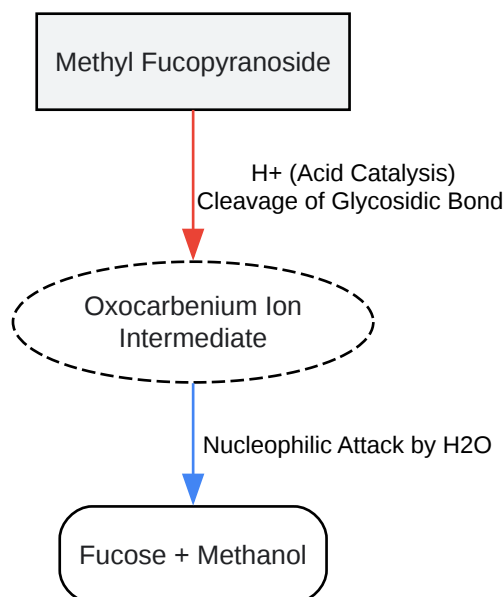 Methyl Fucopyranoside
H+ (Acid Catalysis)
Cleavage of Glycosidic Bond
Oxocarbenium Ion
Intermediate
Nucleophilic Attack by H2O
Fucose + Methanol